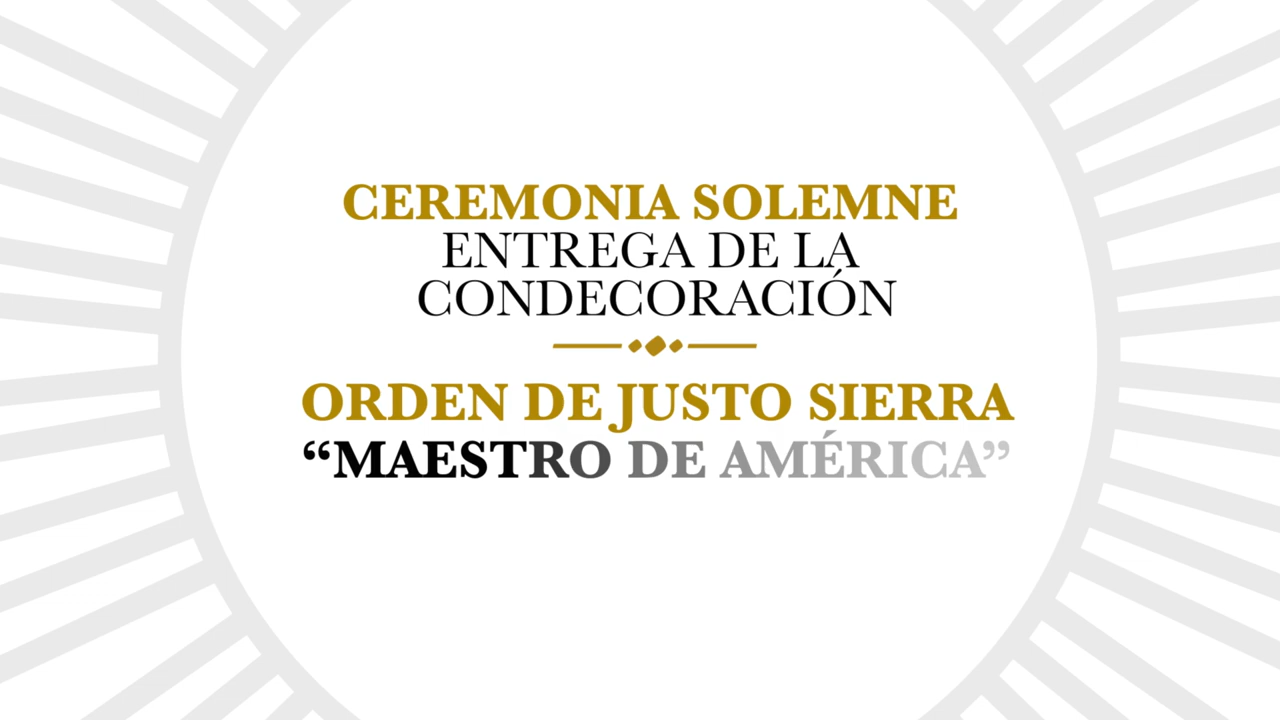 CEREMONIA SOLEMNE
ENTREGA DE LA
CONDECORACIÓN
ORDEN DE JUSTO SIERRA
“MAESTRO DE AMÉRICA”